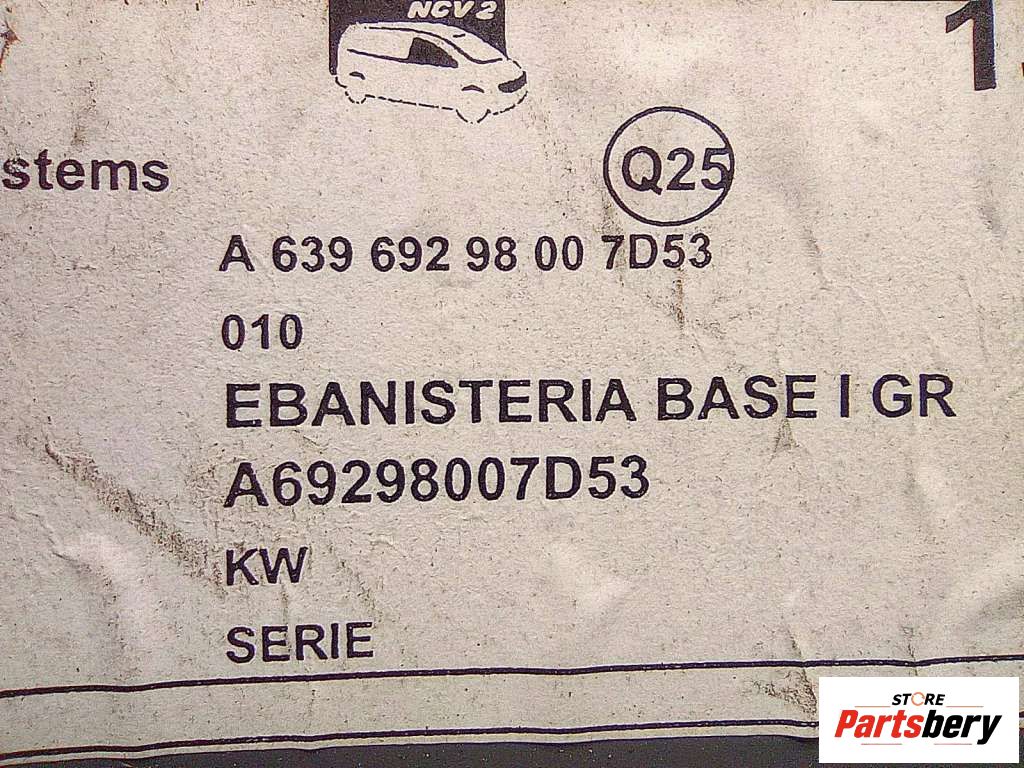 NCV 2
1
stems
Q25
A 639 692 98 00 7D53
010
EBANISTERIA BASE I GR
A69298007D53
KW
SERIE
STORE
Partsbery